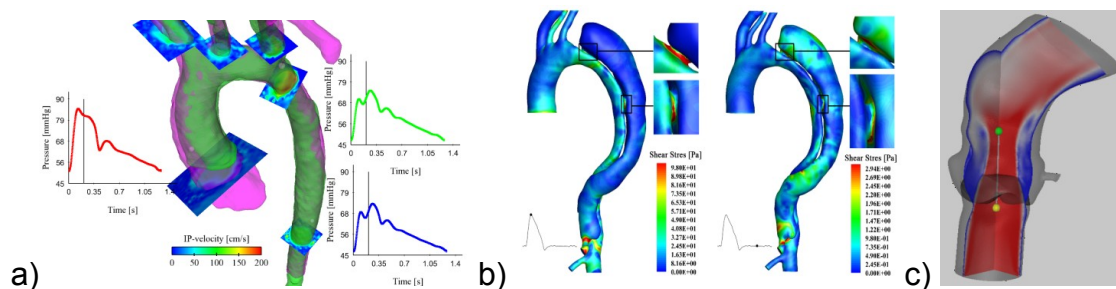 a)
90
79
68
56
45
Pressure [mmHg]
0
0.35
0.7
1.05
1.4
Time [s]
IP-velocity [cm/s]
0 50 100 150 200
90
79
68
56
45
Pressure [mmHg]
0 0.35 0.7 1.05 1.4
Time [s]
90
79
68
56
45
Pressure [mmHg]
0 0.35 0.7 1.05 1.4
Time [s]
b)
Shear Stres [Pa]
9.80E+01
8.98E+01
8.16E+01
7.35E+01
6.53E+01
5.71E+01
4.90E+01
4.08E+01
3.27E+01
2.45E+01
1.63E+01
8.16E+00
0.00E+00
Shear Stres [Pa]
2.94E+00
2.69E+00
2.45E+00
2.20E+00
1.96E+00
1.71E+00
1.47E+00
1.22E+00
9.80E-01
7.35E-01
4.90E-01
2.45E-01
0.00E+00
c)